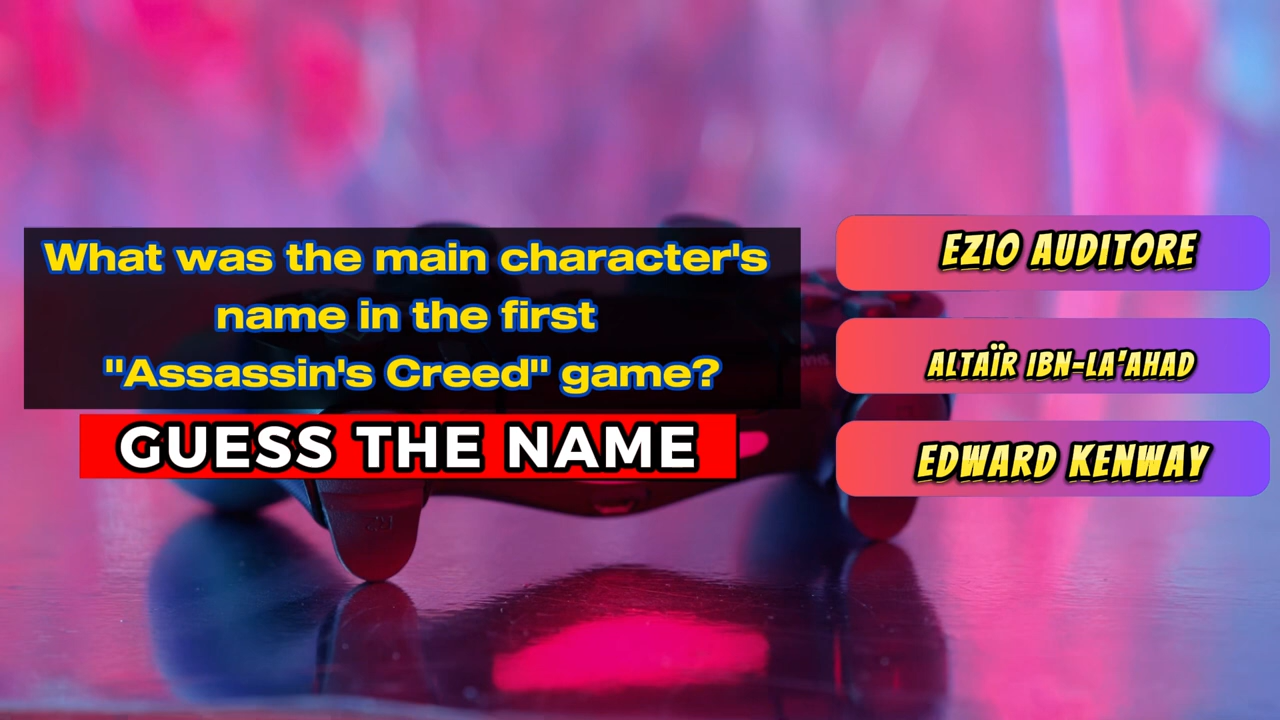 What was the main character's
name in the first
"Assassin's Creed" game?
GUESS THE NAME
EZIO AUDITORE
ALTAÏR IBN-LA'AHAD
EDWARD KENWAY